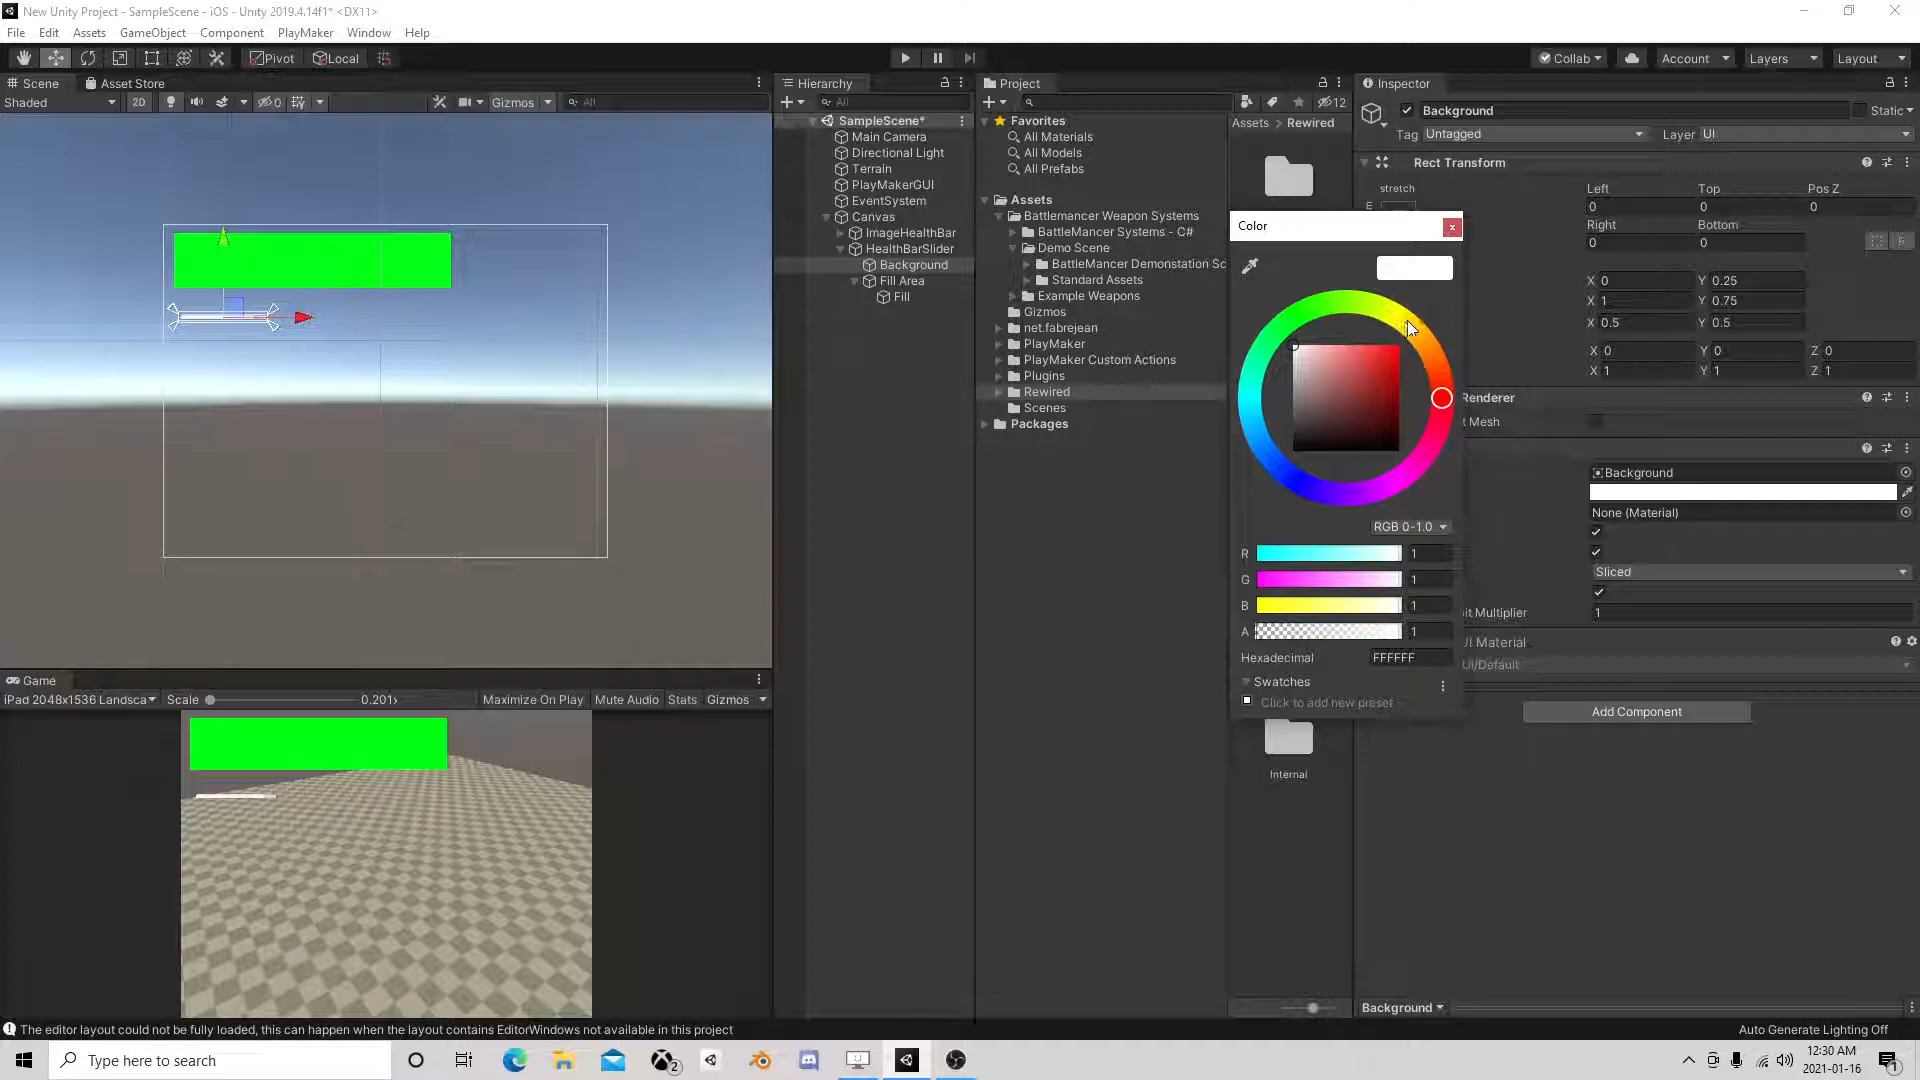 New Unity Project - SampleScene - iOS - Unity 2019.4.14f1* <DX11>
File Edit Assets GameObject Component PlayMaker Window Help
Pivot Local Collab Account Layers Layout
Scene Asset Store
Shaded 2D 0 Gizmos All
Hierarchy
All
SampleScene*
Main Camera
Directional Light
Terrain
PlayMakerGUI
EventSystem
Canvas
ImageHealthBar
HealthBarSlider
Background
Fill Area
Fill
Project
12
Favorites
All Materials
All Models
All Prefabs
Assets
Battlemancer Weapon Systems
BattleMancer Systems - C#
Demo Scene
BattleMancer Demonstation Sc
Standard Assets
Example Weapons
Gizmos
net.fabrejean
PlayMaker
PlayMaker Custom Actions
Plugins
Rewired
Scenes
Packages
Assets > Rewired
Internal
Color
RGB 0-1.0
R 1
G 1
B 1
A 1
Hexadecimal FFFFFF
Swatches
Click to add new preset
Inspector
Background Static
Tag Untagged Layer UI
Rect Transform
stretch Left Top Pos Z
0 0 0
Right Bottom
0 0
X 0 Y 0.25
X 1 Y 0.75
X 0.5 Y 0.5
X 0 Y 0 Z 0
X 1 Y 1 Z 1
Renderer
Mesh
Background
None (Material)
Sliced
it Multiplier 1
UI Material
UI/Default
Add Component
Background
Game
iPad 2048x1536 Landsca Scale 0.201 Maximize On Play Mute Audio Stats Gizmos
The editor layout could not be fully loaded, this can happen when the layout contains EditorWindows not available in this project
Auto Generate Lighting Off
Type here to search
2
12:30 AM
2021-01-16
1